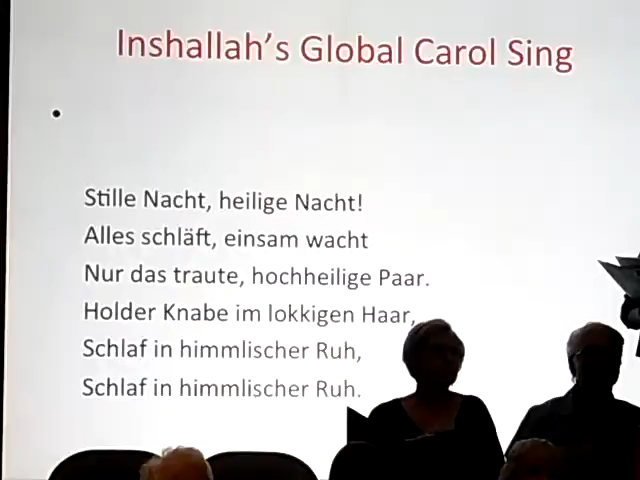 Inshallah's Global Carol Sing
•
Stille Nacht, heilige Nacht!
Alles schläft, einsam wacht
Nur das traute, hochheilige Paar.
Holder Knabe im lokkigen Haar,
Schlaf in himmlischer Ruh,
Schlaf in himmlischer Ruh.